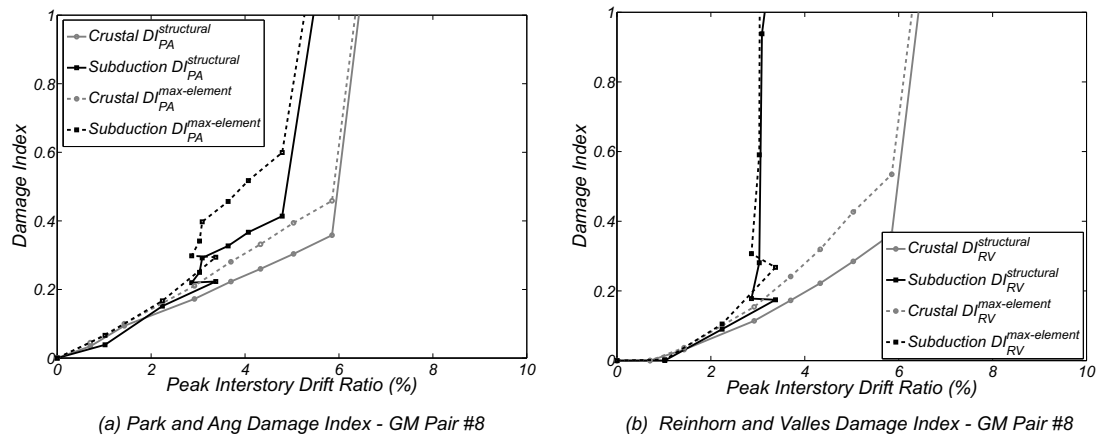 1
0.8
0.6
0.4
0.2
0
Damage Index
0 2 4 6 8 10
Peak Interstory Drift Ratio (%)
Crustal DI_PA^structural
Subduction DI_PA^structural
Crustal DI_PA^max-element
Subduction DI_PA^max-element
(a) Park and Ang Damage Index - GM Pair #8
1
0.8
0.6
0.4
0.2
0
Damage Index
0 2 4 6 8 10
Peak Interstory Drift Ratio (%)
Crustal DI_RV^structural
Subduction DI_RV^structural
Crustal DI_RV^max-element
Subduction DI_RV^max-element
(b) Reinhorn and Valles Damage Index - GM Pair #8